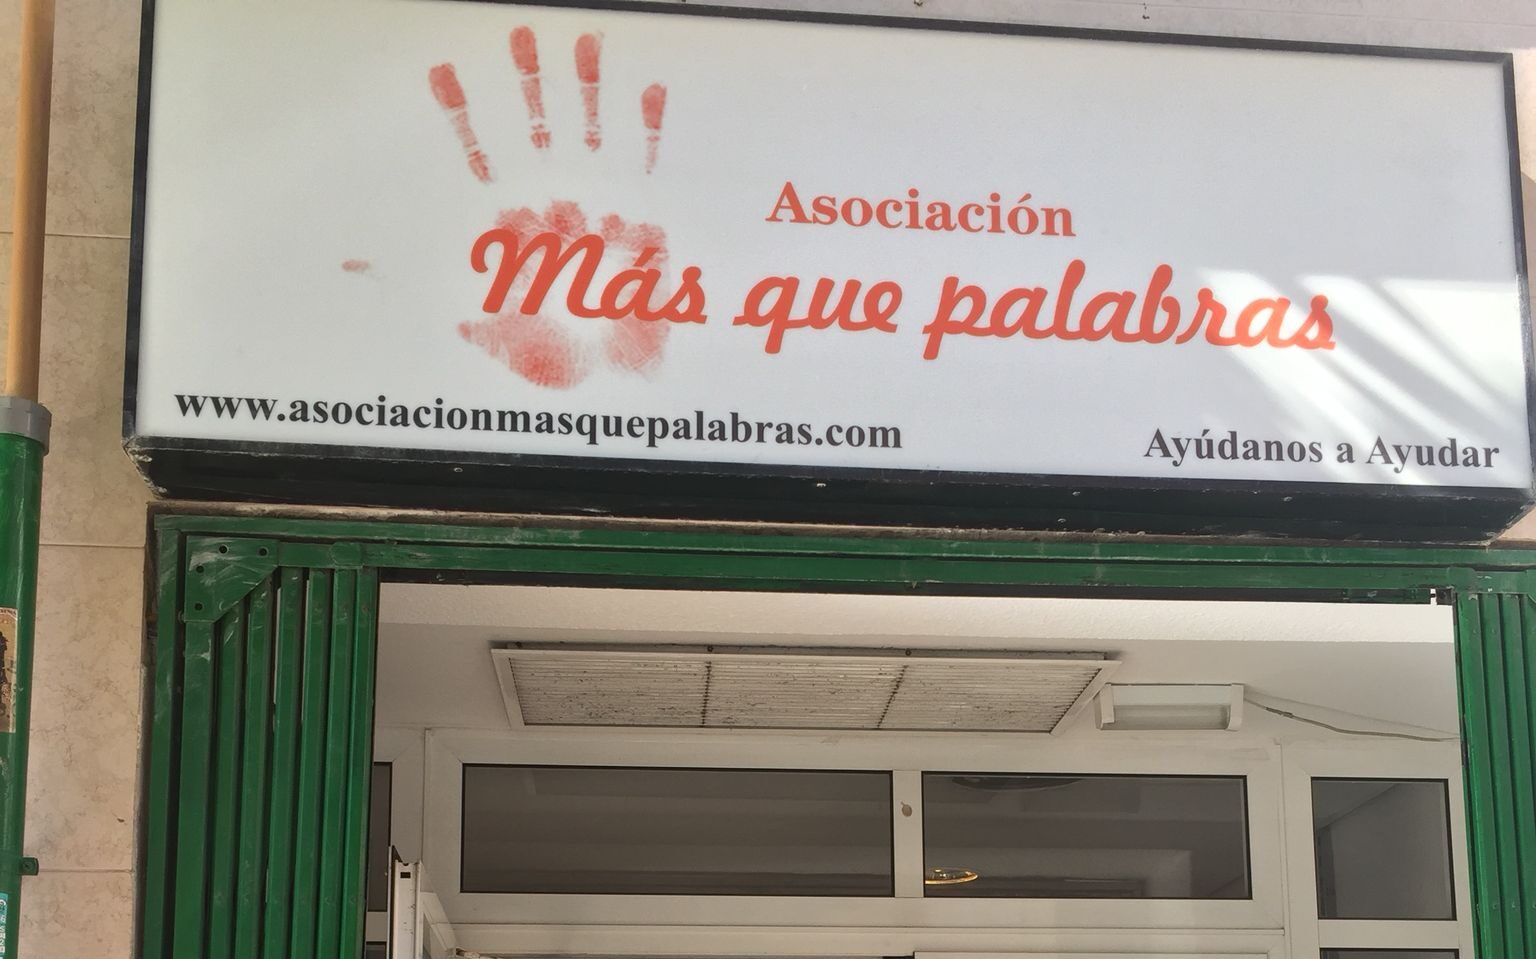 Asociación
Más que palabras
www.asociacionmasquepalabras.com
Ayúdanos a Ayudar